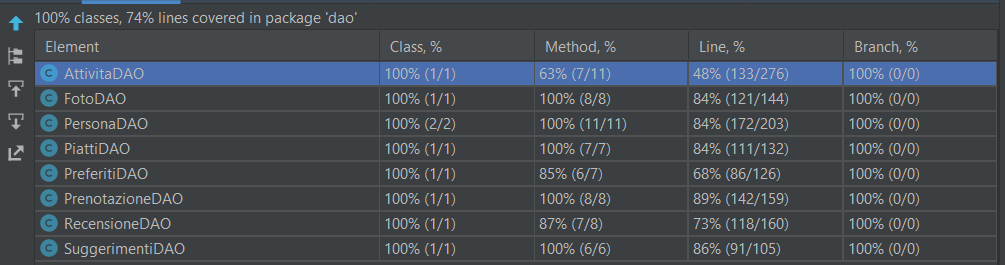 100% classes, 74% lines covered in package 'dao'
Element Class, % Method, % Line, % Branch, %
C AttivitaDAO 100% (1/1) 63% (7/11) 48% (133/276) 100% (0/0)
C FotoDAO 100% (1/1) 100% (8/8) 84% (121/144) 100% (0/0)
C PersonaDAO 100% (2/2) 100% (11/11) 84% (172/203) 100% (0/0)
C PiattiDAO 100% (1/1) 100% (7/7) 84% (111/132) 100% (0/0)
C PreferitiDAO 100% (1/1) 85% (6/7) 68% (86/126) 100% (0/0)
C PrenotazioneDAO 100% (1/1) 100% (8/8) 89% (142/159) 100% (0/0)
C RecensioneDAO 100% (1/1) 87% (7/8) 73% (118/160) 100% (0/0)
C SuggerimentiDAO 100% (1/1) 100% (6/6) 86% (91/105) 100% (0/0)